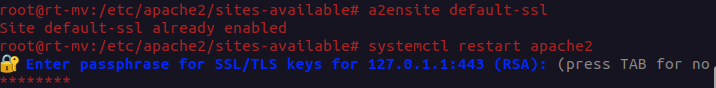 root@rt-mv:/etc/apache2/sites-available# a2ensite default-ssl
Site default-ssl already enabled
root@rt-mv:/etc/apache2/sites-available# systemctl restart apache2
🔐 Enter passphrase for SSL/TLS keys for 127.0.1.1:443 (RSA): (press TAB for no
********